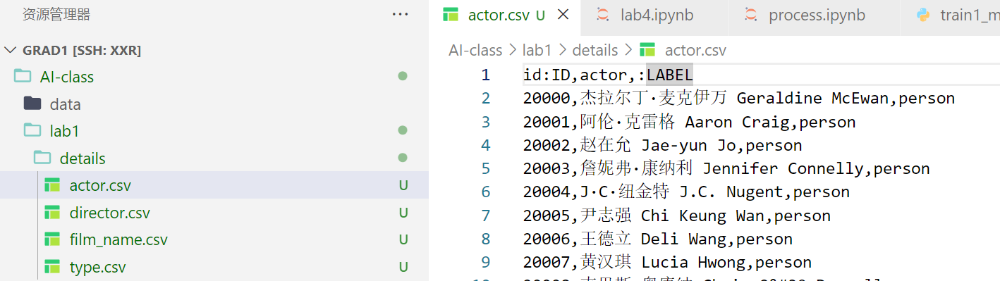 资源管理器
GRAD1 [SSH: XXR]
AI-class
data
lab1
details
actor.csv U
director.csv U
film_name.csv U
type.csv U
actor.csv U lab4.ipynb process.ipynb train1_m
AI-class lab1 details actor.csv
1 id:ID,actor,:LABEL
2 20000,杰拉尔丁·麦克伊万 Geraldine McEwan,person
3 20001,阿伦·克雷格 Aaron Craig,person
4 20002,赵在允 Jae-yun Jo,person
5 20003,詹妮弗·康纳利 Jennifer Connelly,person
6 20004,J·C·纽金特 J.C. Nugent,person
7 20005,尹志强 Chi Keung Wan,person
8 20006,王德立 Deli Wang,person
9 20007,黄汉琪 Lucia Hwong,person